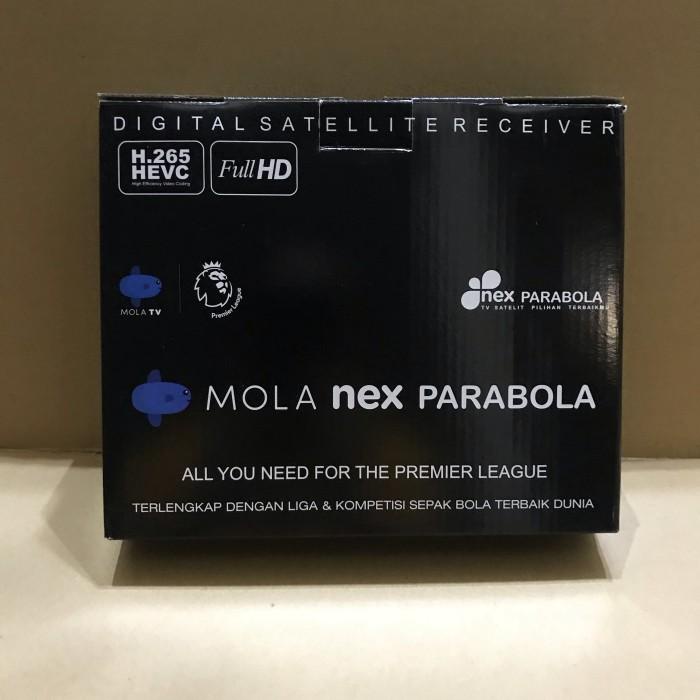 DIGITAL SATELLITE RECEIVER
H.265
HEVC
High Efficiency Video Coding
Full HD
MOLA TV
Premier League
nex PARABOLA
TV SATELIT PILIHAN TERBAIKMU
MOLA nex PARABOLA
ALL YOU NEED FOR THE PREMIER LEAGUE
TERLENGKAP DENGAN LIGA & KOMPETISI SEPAK BOLA TERBAIK DUNIA